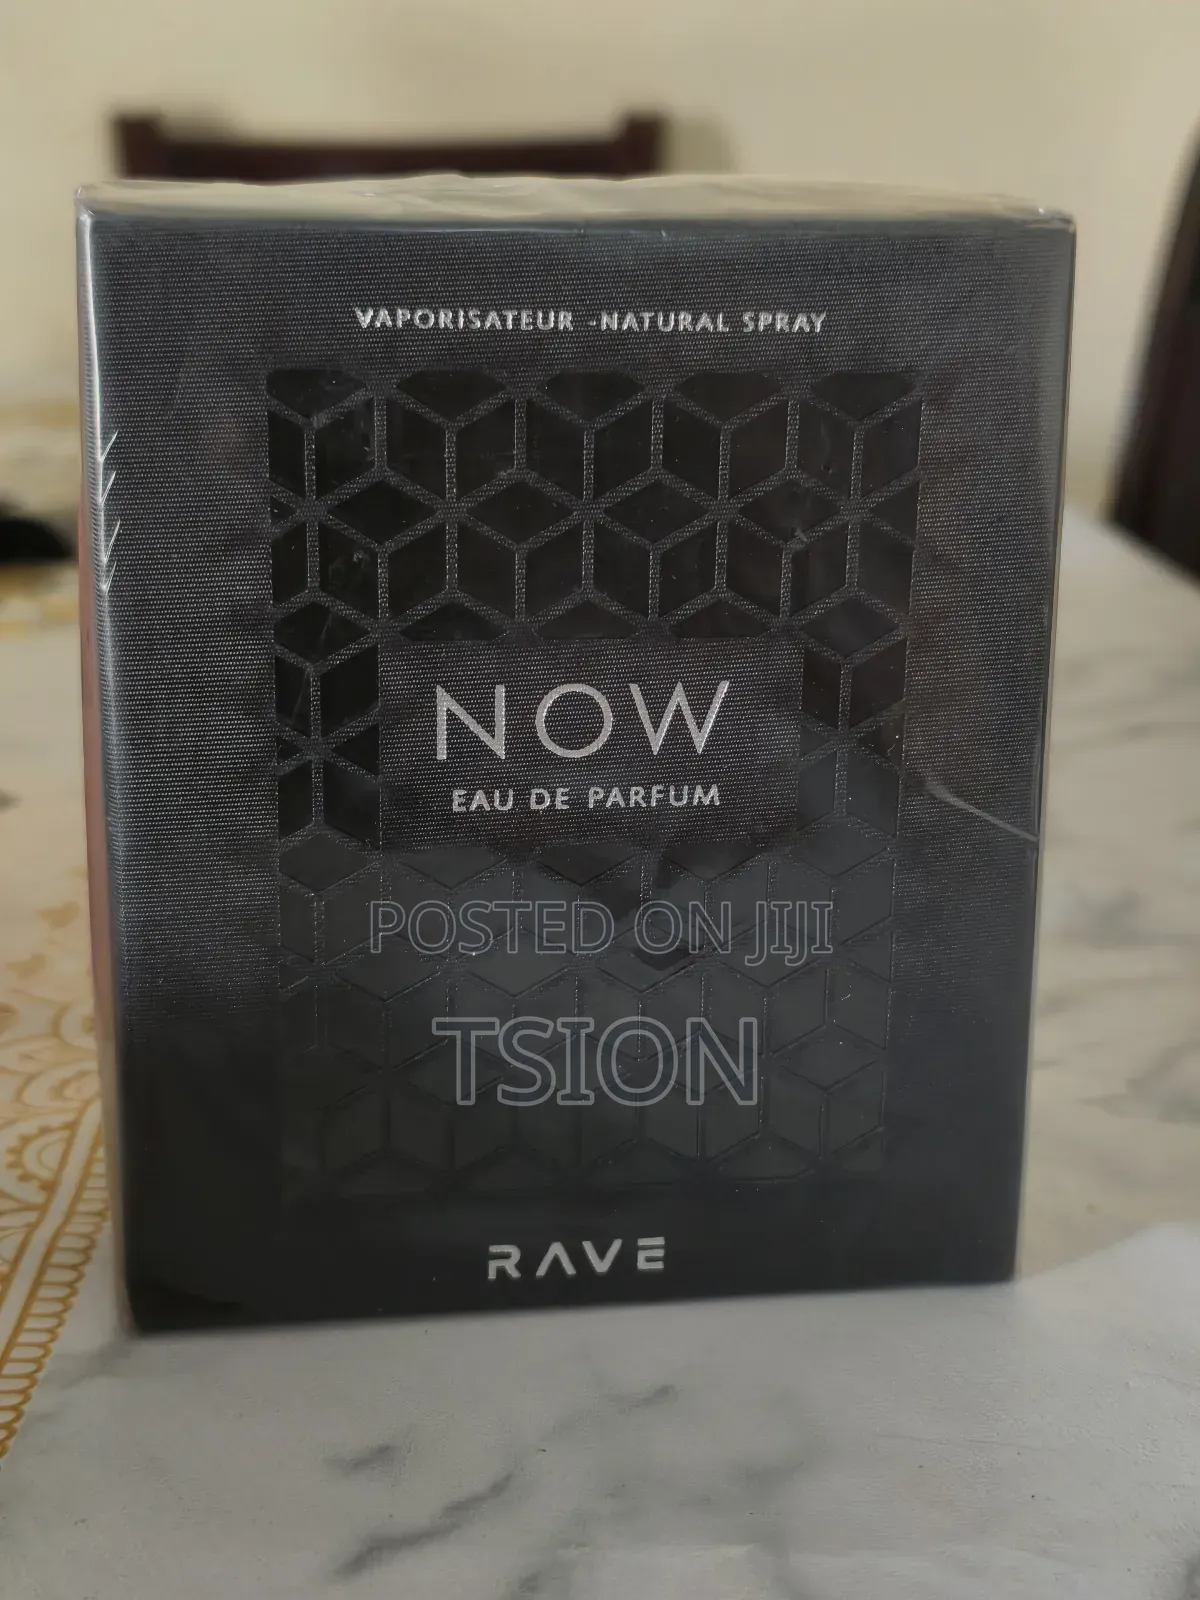 VAPORISATEUR -NATURAL SPRAY
NOW
EAU DE PARFUM
POSTED ON JIJI
TSION
RAVE